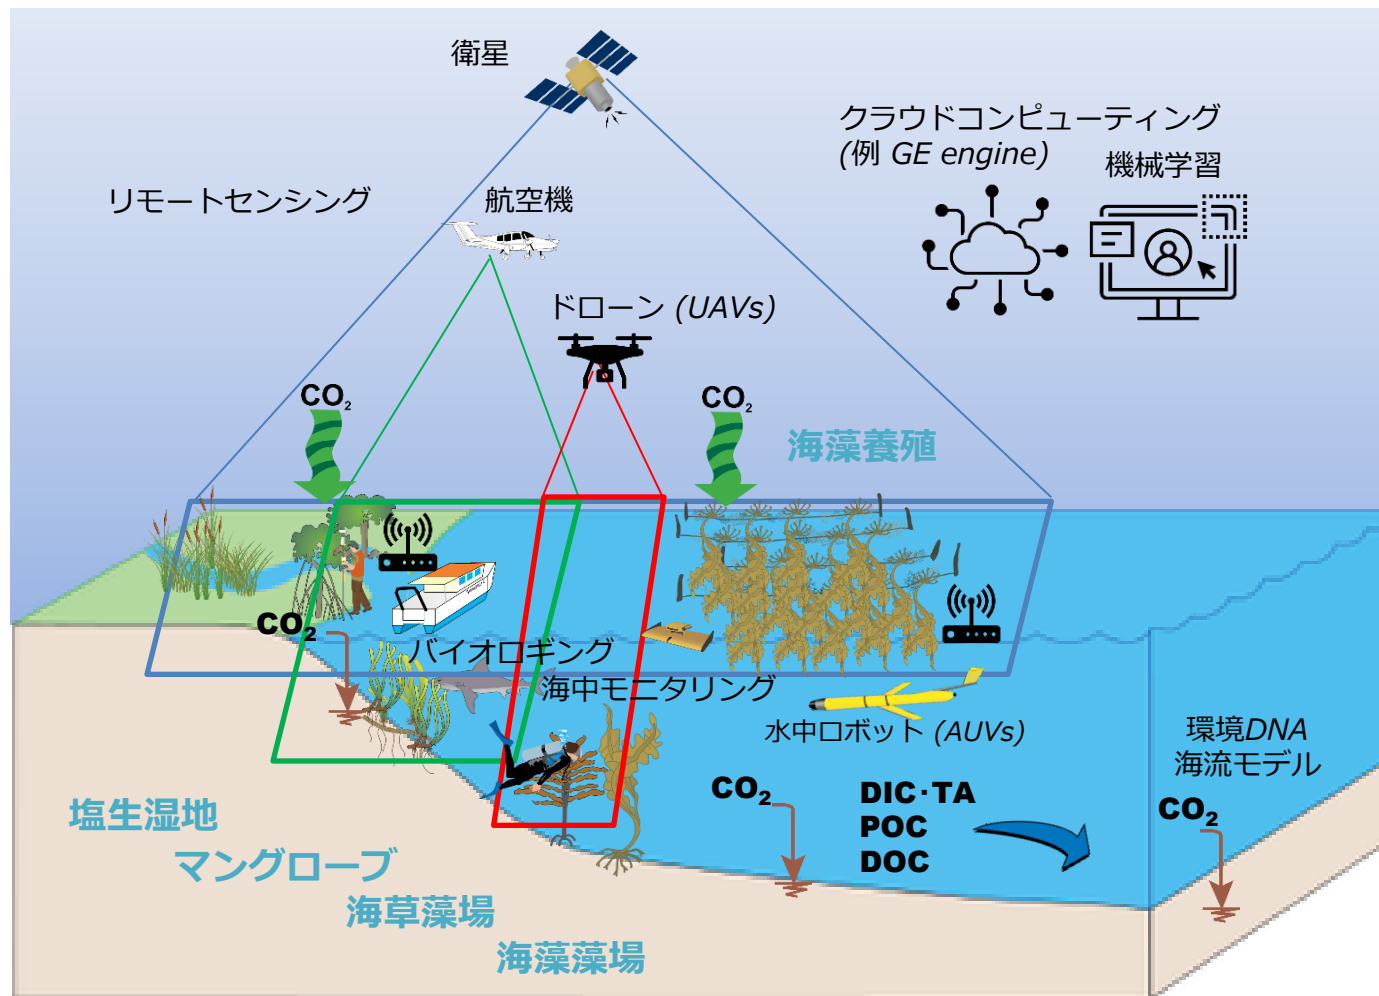 衛星
クラウドコンピューティング
(例 GE engine)
機械学習
リモートセンシング
航空機
ドローン (UAVs)
CO₂
CO₂
海藻養殖
CO₂
バイオロギング
海中モニタリング
水中ロボット (AUVs)
環境DNA
海流モデル
CO₂
DIC･TA
POC
DOC
CO₂
塩生湿地
マングローブ
海草藻場
海藻藻場